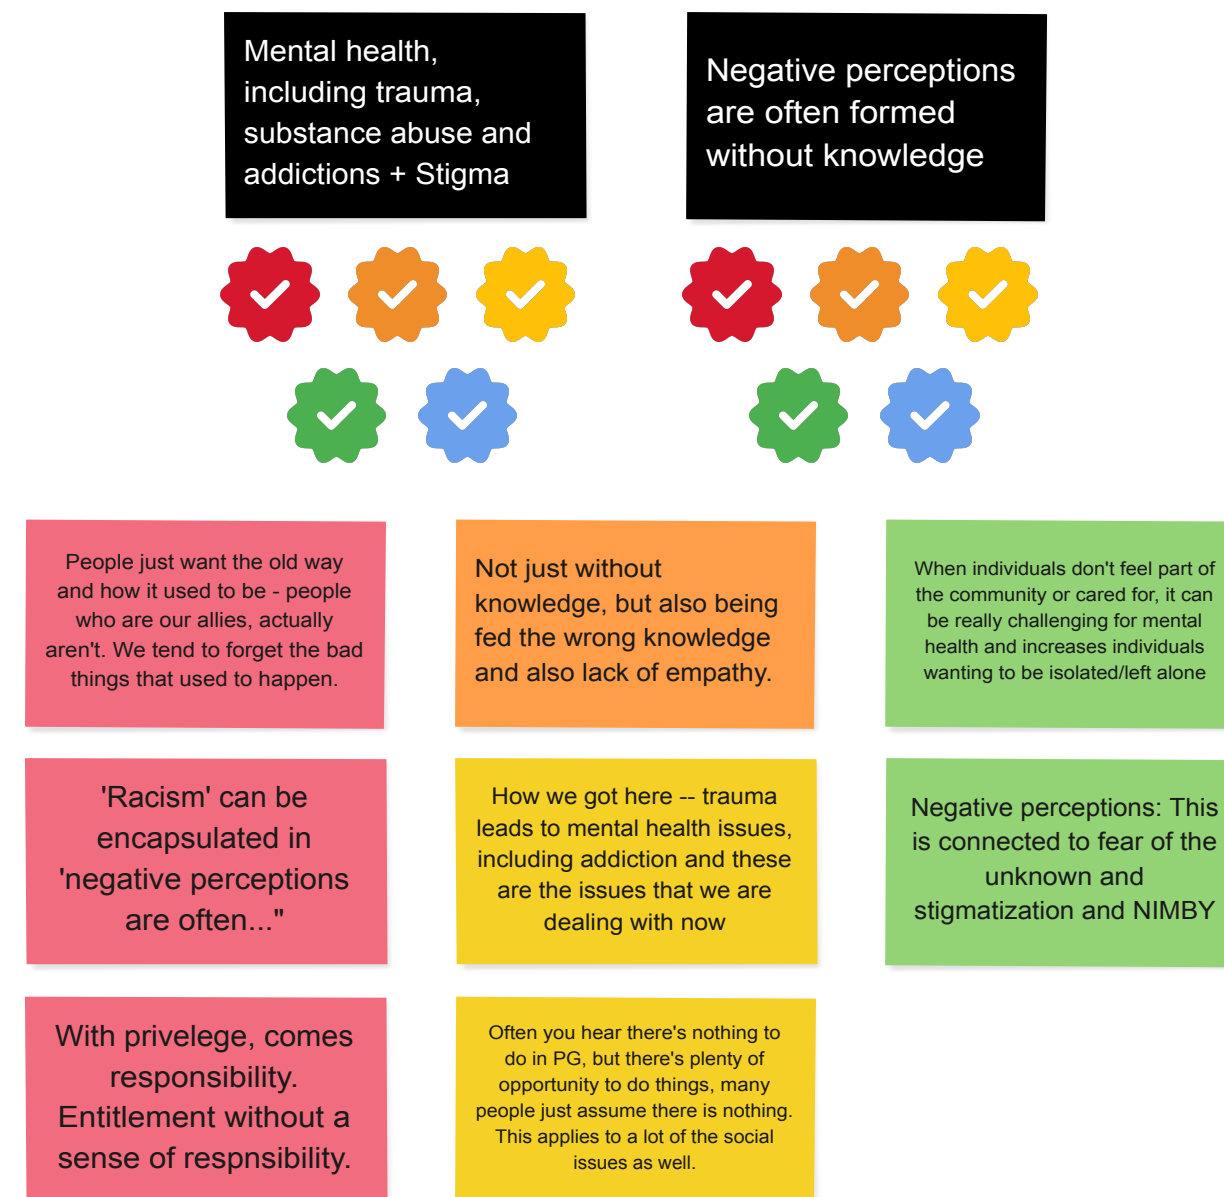 Mental health,
including trauma,
substance abuse and
addictions + Stigma
Negative perceptions
are often formed
without knowledge
People just want the old way
and how it used to be - people
who are our allies, actually
aren't. We tend to forget the bad
things that used to happen.
Not just without
knowledge, but also being
fed the wrong knowledge
and also lack of empathy.
When individuals don't feel part of
the community or cared for, it can
be really challenging for mental
health and increases individuals
wanting to be isolated/left alone
'Racism' can be
encapsulated in
'negative perceptions
are often..."
How we got here -- trauma
leads to mental health issues,
including addiction and these
are the issues that we are
dealing with now
Negative perceptions: This
is connected to fear of the
unknown and
stigmatization and NIMBY
With privelege, comes
responsibility.
Entitlement without a
sense of respnsibility.
Often you hear there's nothing to
do in PG, but there's plenty of
opportunity to do things, many
people just assume there is nothing.
This applies to a lot of the social
issues as well.